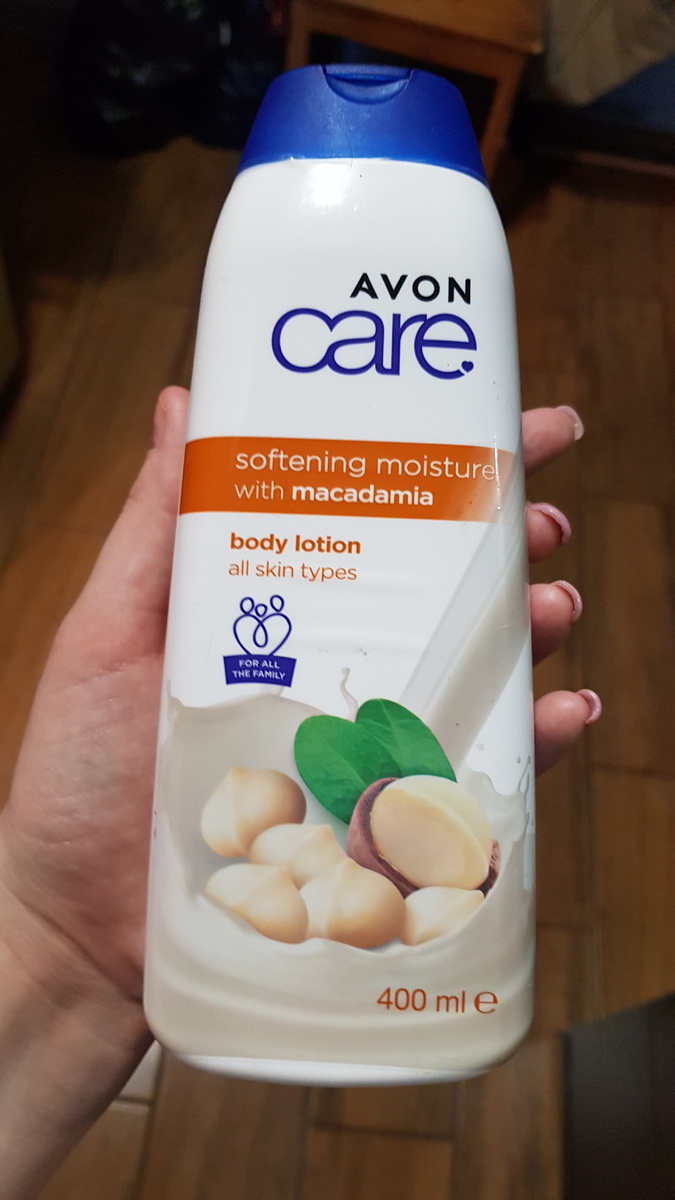 AVON
care
softening moisture
with macadamia
body lotion
all skin types
FOR ALL
THE FAMILY
400 ml ℮